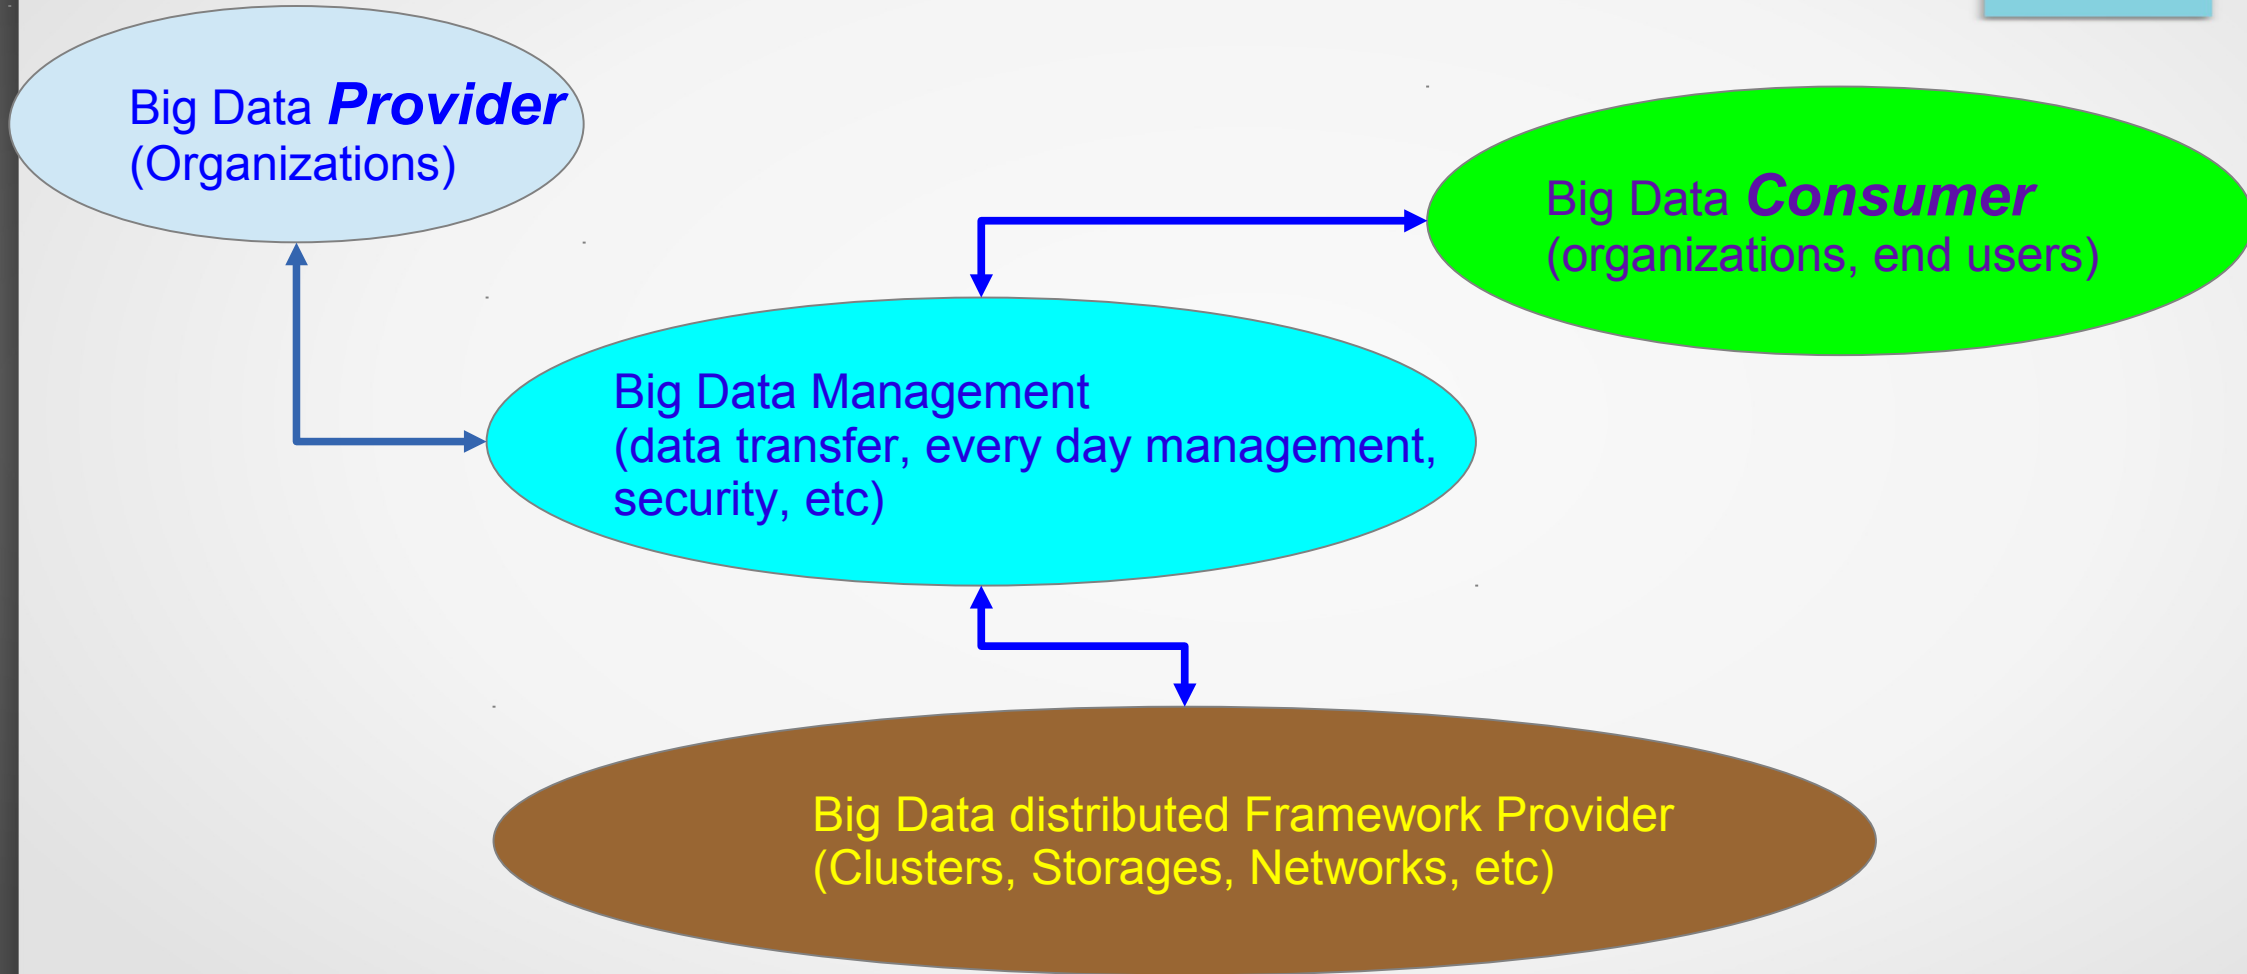 Big Data Provider
(Organizations)
Big Data Consumer
(organizations, end users)
Big Data Management
(data transfer, every day management,
security, etc)
Big Data distributed Framework Provider
(Clusters, Storages, Networks, etc)